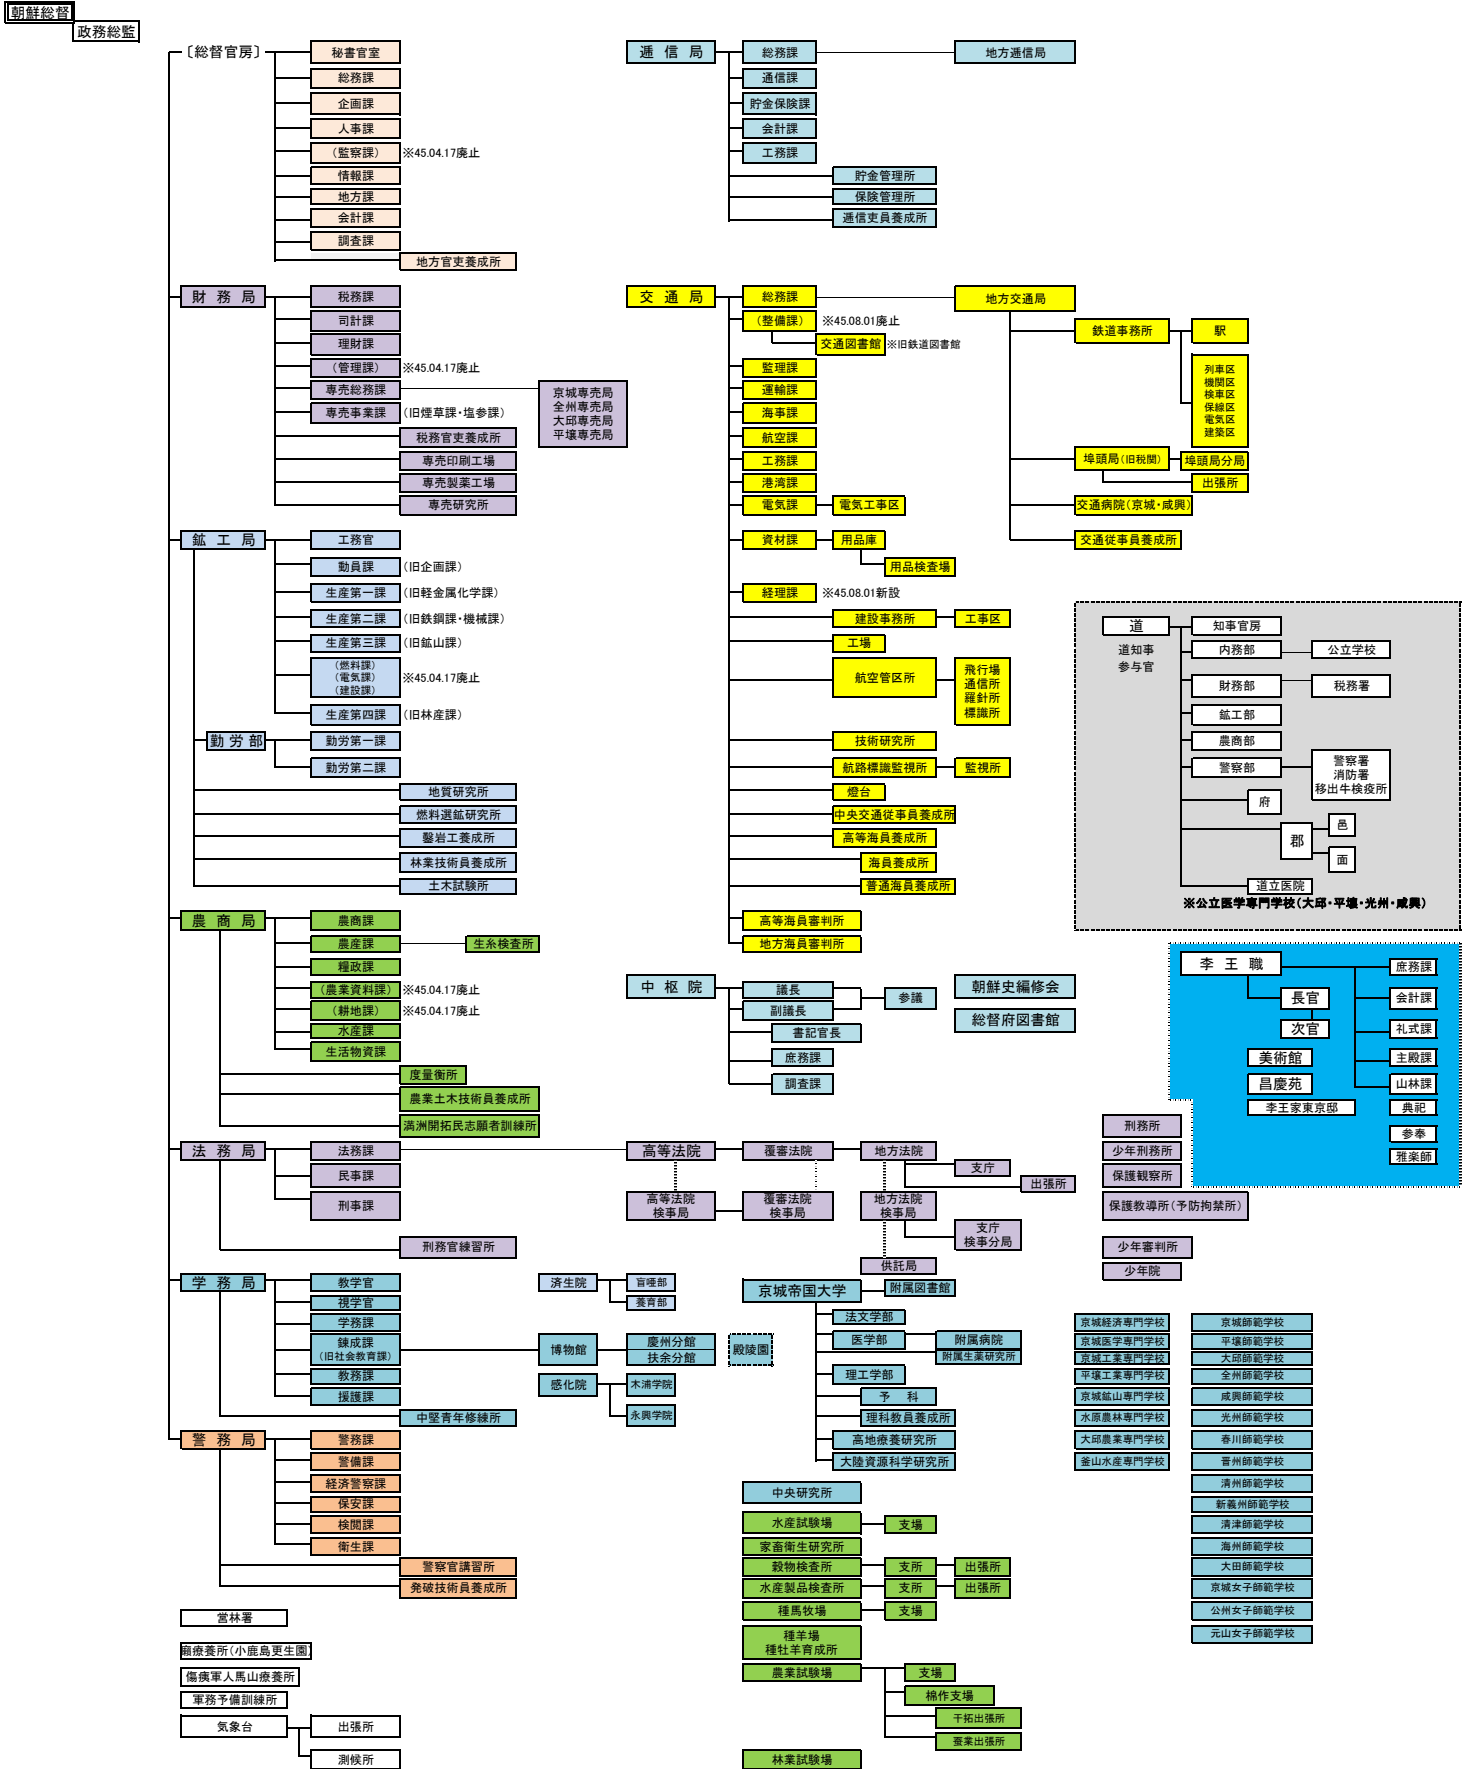 朝鮮総督
政務総監
〔総督官房〕
秘書官室
総務課
企画課
人事課
(監察課)
※45.04.17廃止
情報課
地方課
会計課
調査課
地方官吏養成所
財務局
税務課
司計課
理財課
(管理課)
※45.04.17廃止
専売総務課
専売事業課
(旧煙草課・塩参課)
京城専売局
全州専売局
大邱専売局
平壌専売局
税務官吏養成所
専売印刷工場
専売製薬工場
専売研究所
鉱工局
工務官
動員課
(旧企画課)
生産第一課
(旧軽金属化学課)
生産第二課
(旧鉄鋼課・機械課)
生産第三課
(旧鉱山課)
(燃料課)
(電気課)
(建設課)
※45.04.17廃止
生産第四課
(旧林産課)
勤労部
勤労第一課
勤労第二課
地質研究所
燃料選鉱研究所
鑿岩工養成所
林業技術員養成所
土木試験所
農商局
農商課
農産課
生糸検査所
糧政課
(農業資料課)
※45.04.17廃止
(耕地課)
※45.04.17廃止
水産課
生活物資課
度量衡所
農業土木技術員養成所
満洲開拓民志願者訓練所
法務局
法務課
民事課
刑事課
刑務官練習所
学務局
教学官
視学官
学務課
錬成課
(旧社会教育課)
教務課
援護課
中堅青年修練所
済生院
盲唖部
養育部
博物館
慶州分館
扶余分館
殿陵園
感化院
木浦学院
永興学院
警務局
警務課
警備課
経済警察課
保安課
検閲課
衛生課
警察官講習所
発破技術員養成所
営林署
癩療養所(小鹿島更生園)
傷痍軍人馬山療養所
軍務予備訓練所
気象台
出張所
測候所
逓信局
総務課
地方逓信局
通信課
貯金保険課
会計課
工務課
貯金管理所
保険管理所
逓信吏員養成所
交通局
総務課
地方交通局
(整備課)
※45.08.01廃止
交通図書館
※旧鉄道図書館
監理課
運輸課
海事課
航空課
工務課
港湾課
電気課
電気工事区
資材課
用品庫
用品検査場
経理課
※45.08.01新設
建設事務所
工事区
工場
航空管区所
飛行場
通信所
羅針所
標識所
技術研究所
航路標識監視所
監視所
燈台
中央交通従事員養成所
高等海員養成所
海員養成所
普通海員養成所
高等海員審判所
地方海員審判所
鉄道事務所
駅
列車区
機関区
検車区
保線区
電気区
建築区
埠頭局(旧税関)
埠頭局分局
出張所
交通病院(京城・咸興)
交通従事員養成所
道
道知事
参与官
知事官房
内務部
公立学校
財務部
税務署
鉱工部
農商部
警察部
警察署
消防署
移出牛検疫所
府
郡
邑
面
道立医院
※公立医学専門学校(大邱・平壌・光州・咸興)
中枢院
議長
副議長
参議
書記官長
庶務課
調査課
朝鮮史編修会
総督府図書館
李王職
長官
次官
美術館
昌慶苑
李王家東京邸
庶務課
会計課
礼式課
主殿課
山林課
典祀
参奉
雅楽師
高等法院
覆審法院
地方法院
支庁
出張所
高等法院
検事局
覆審法院
検事局
地方法院
検事局
支庁
検事分局
供託局
刑務所
少年刑務所
保護観察所
保護教導所(予防拘禁所)
少年審判所
少年院
京城帝国大学
附属図書館
法文学部
医学部
附属病院
附属生薬研究所
理工学部
予科
理科教員養成所
高地療養研究所
大陸資源科学研究所
京城経済専門学校
京城医学専門学校
京城工業専門学校
平壌工業専門学校
京城鉱山専門学校
水原農林専門学校
大邱農業専門学校
釜山水産専門学校
京城師範学校
平壌師範学校
大邱師範学校
全州師範学校
咸興師範学校
光州師範学校
春川師範学校
晋州師範学校
清州師範学校
新義州師範学校
清津師範学校
海州師範学校
大田師範学校
京城女子師範学校
公州女子師範学校
元山女子師範学校
中央研究所
水産試験場
支場
家畜衛生研究所
穀物検査所
支所
出張所
水産製品検査所
支所
出張所
種馬牧場
支場
種羊場
種牡羊育成所
農業試験場
支場
棉作支場
干拓出張所
蚕業出張所
林業試験場